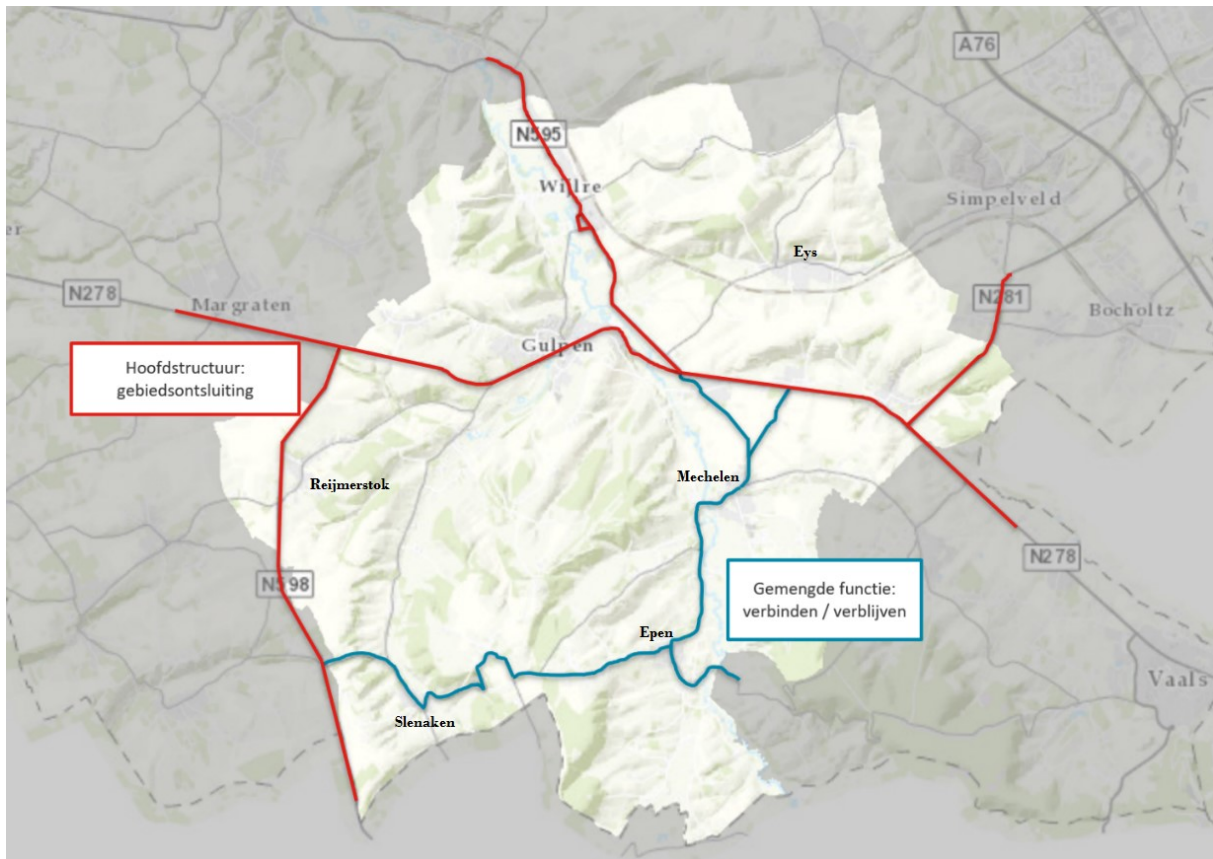 A76
N595
Wijlre
Simpelveld
Eys
er
N278
Margraten
N281
Bocholtz
Gulpen
Hoofdstructuur:
gebiedsontsluiting
Reijmerstok
Mechelen
N278
N598
Gemengde functie:
verbinden / verblijven
Epen
Vaals
Slenaken